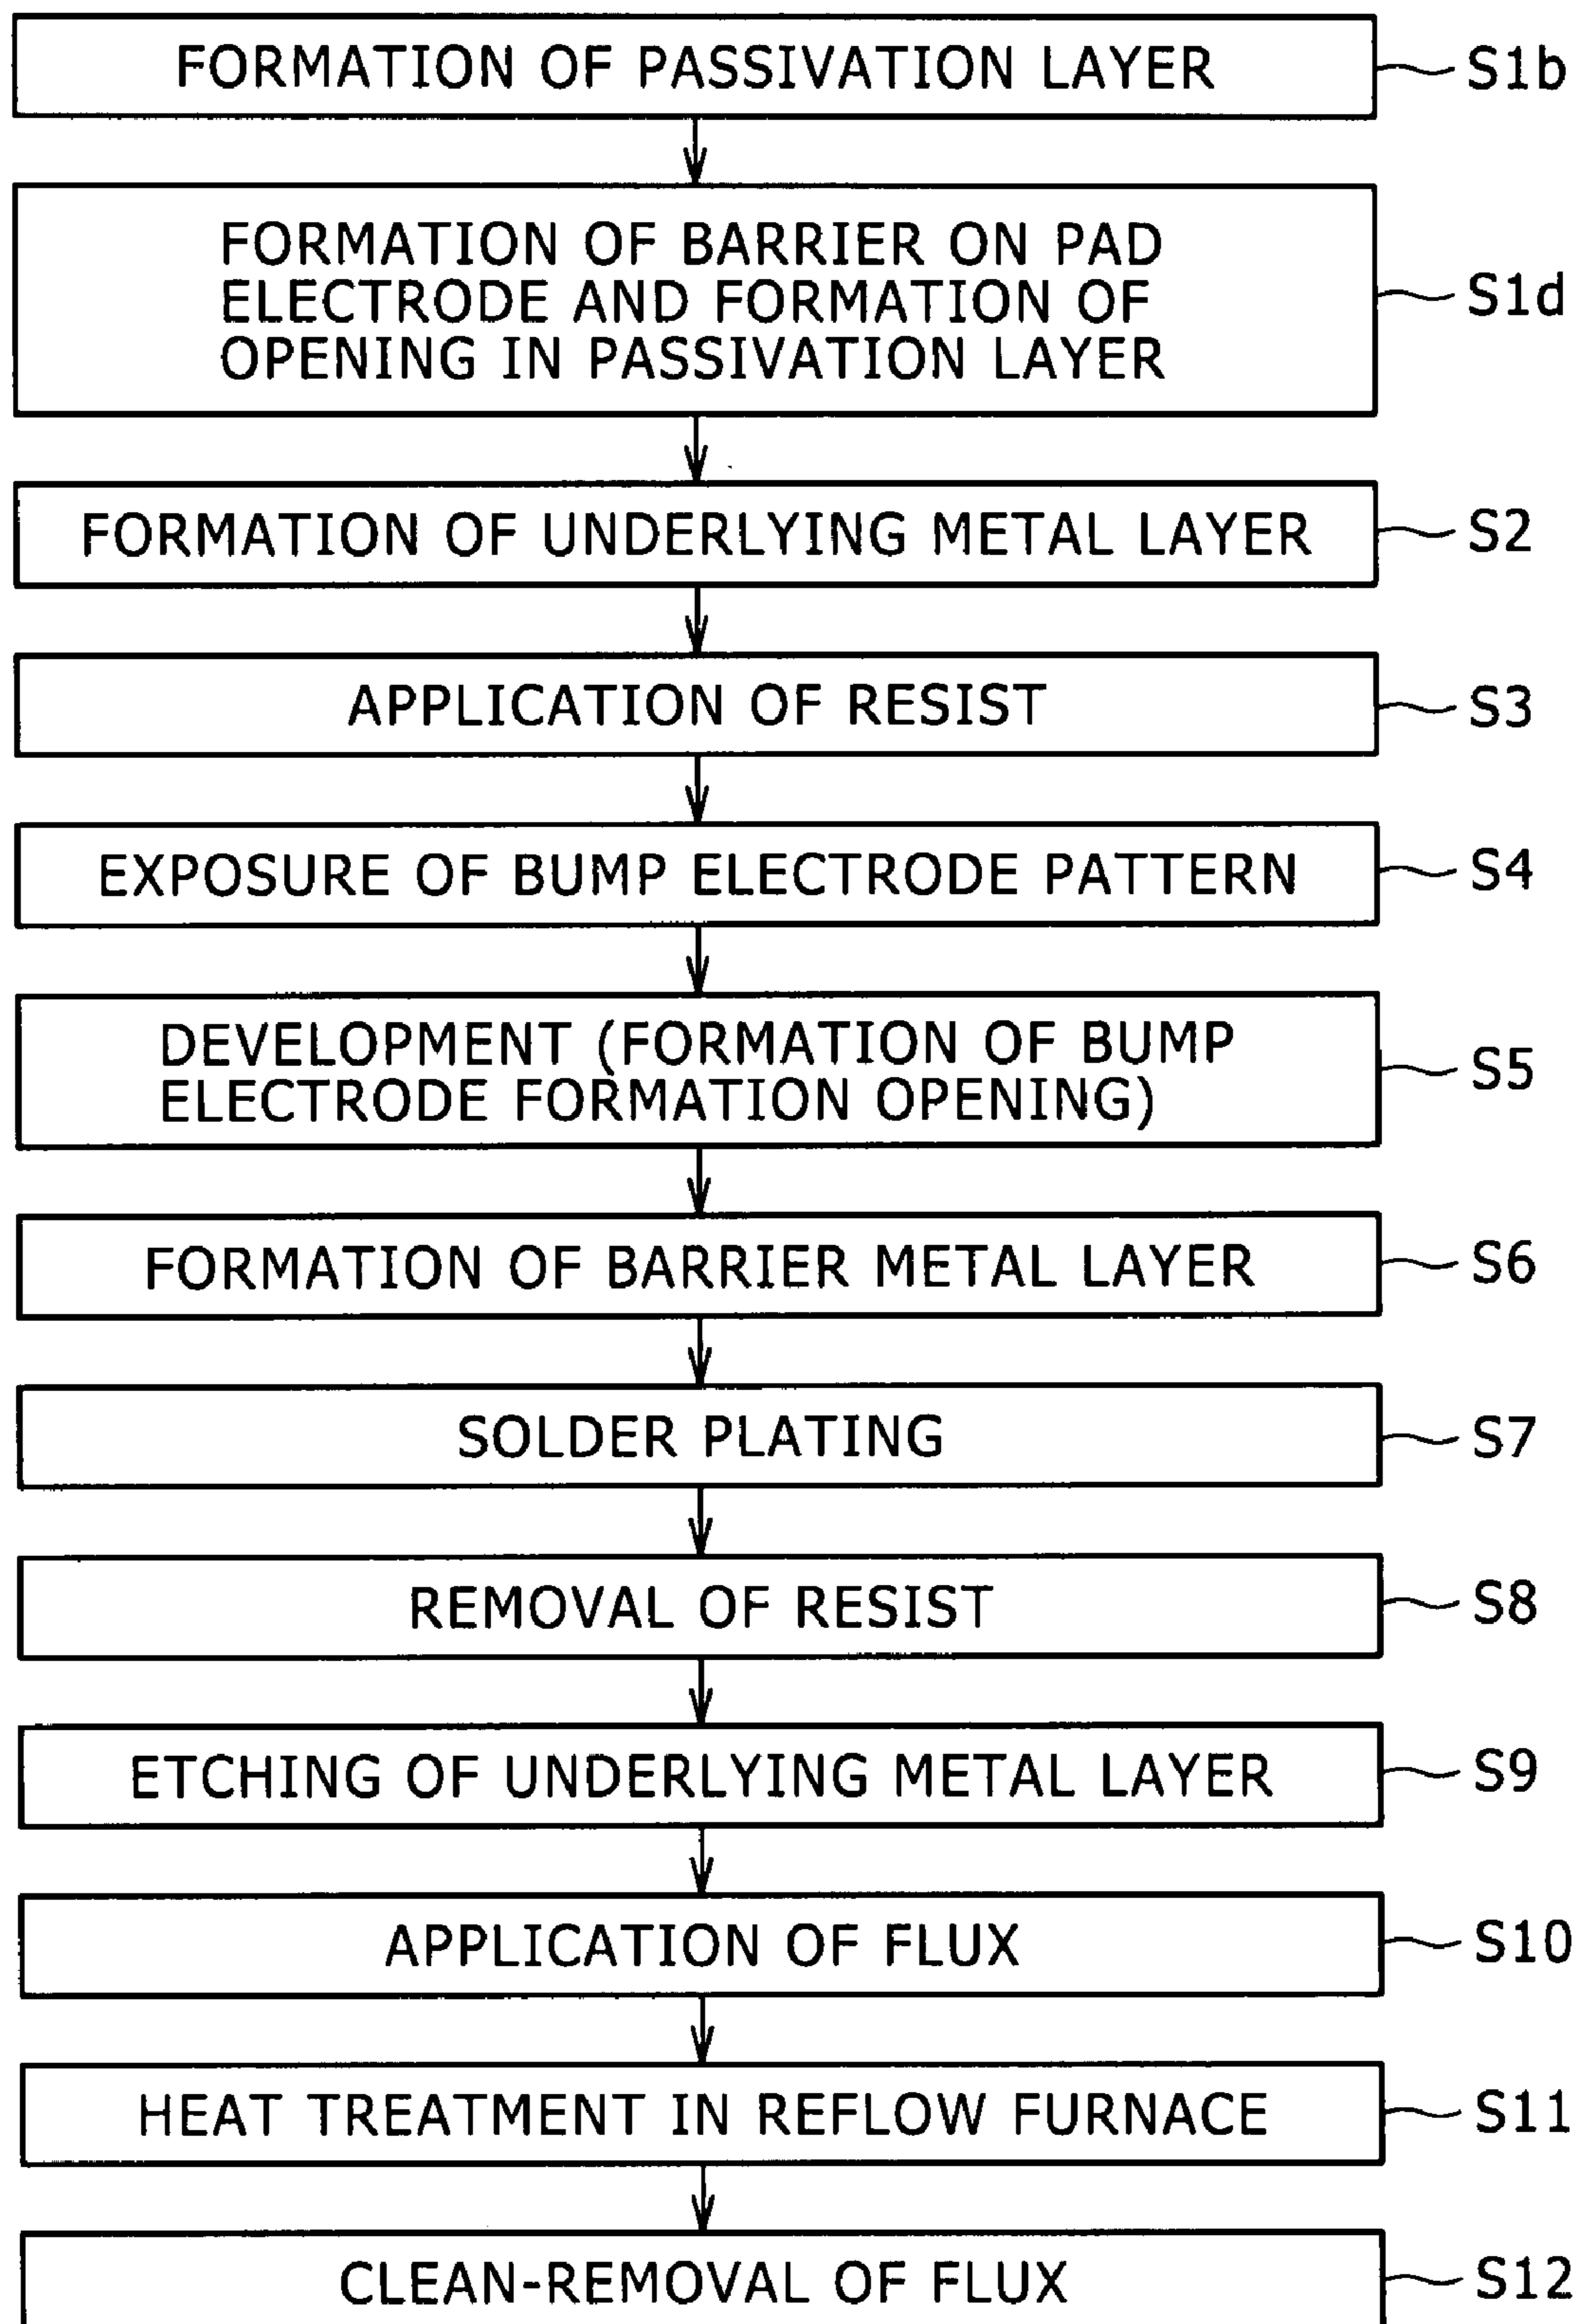 FORMATION OF PASSIVATION LAYER S1b
FORMATION OF BARRIER ON PAD
ELECTRODE AND FORMATION OF S1d
OPENING IN PASSIVATION LAYER
FORMATION OF UNDERLYING METAL LAYER S2
APPLICATION OF RESIST S3
EXPOSURE OF BUMP ELECTRODE PATTERN S4
DEVELOPMENT (FORMATION OF BUMP
ELECTRODE FORMATION OPENING) S5
FORMATION OF BARRIER METAL LAYER S6
SOLDER PLATING S7
REMOVAL OF RESIST S8
ETCHING OF UNDERLYING METAL LAYER S9
APPLICATION OF FLUX S10
HEAT TREATMENT IN REFLOW FURNACE S11
CLEAN-REMOVAL OF FLUX S12